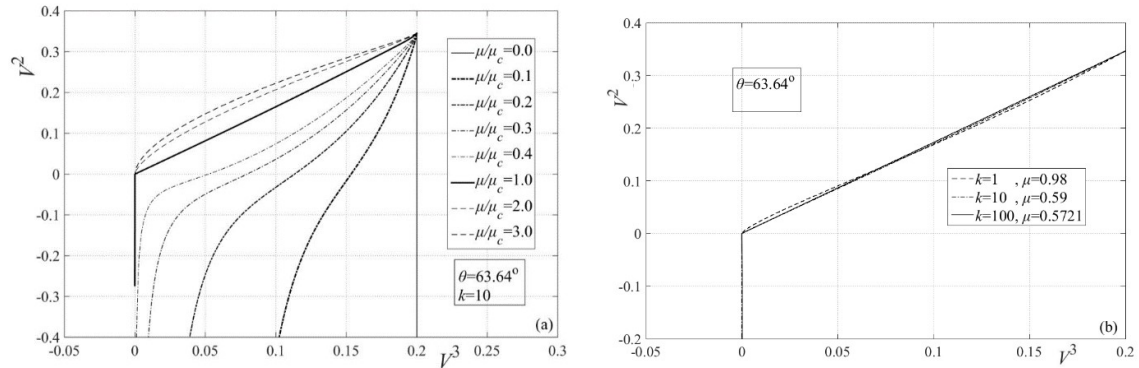 0.4
0.3
0.2
0.1
0
-0.1
-0.2
-0.3
-0.4
V²
-0.05 0 0.05 0.1 0.15 0.2 0.25 0.3
V³
μ/μc=0.0
μ/μc=0.1
μ/μc=0.2
μ/μc=0.3
μ/μc=0.4
μ/μc=1.0
μ/μc=2.0
μ/μc=3.0
θ=63.64°
k=10
(a)
0.4
0.3
0.2
0.1
0
-0.1
-0.2
V²
-0.05 0 0.05 0.1 0.15 0.2
V³
θ=63.64°
k=1 , μ=0.98
k=10 , μ=0.59
k=100, μ=0.5721
(b)